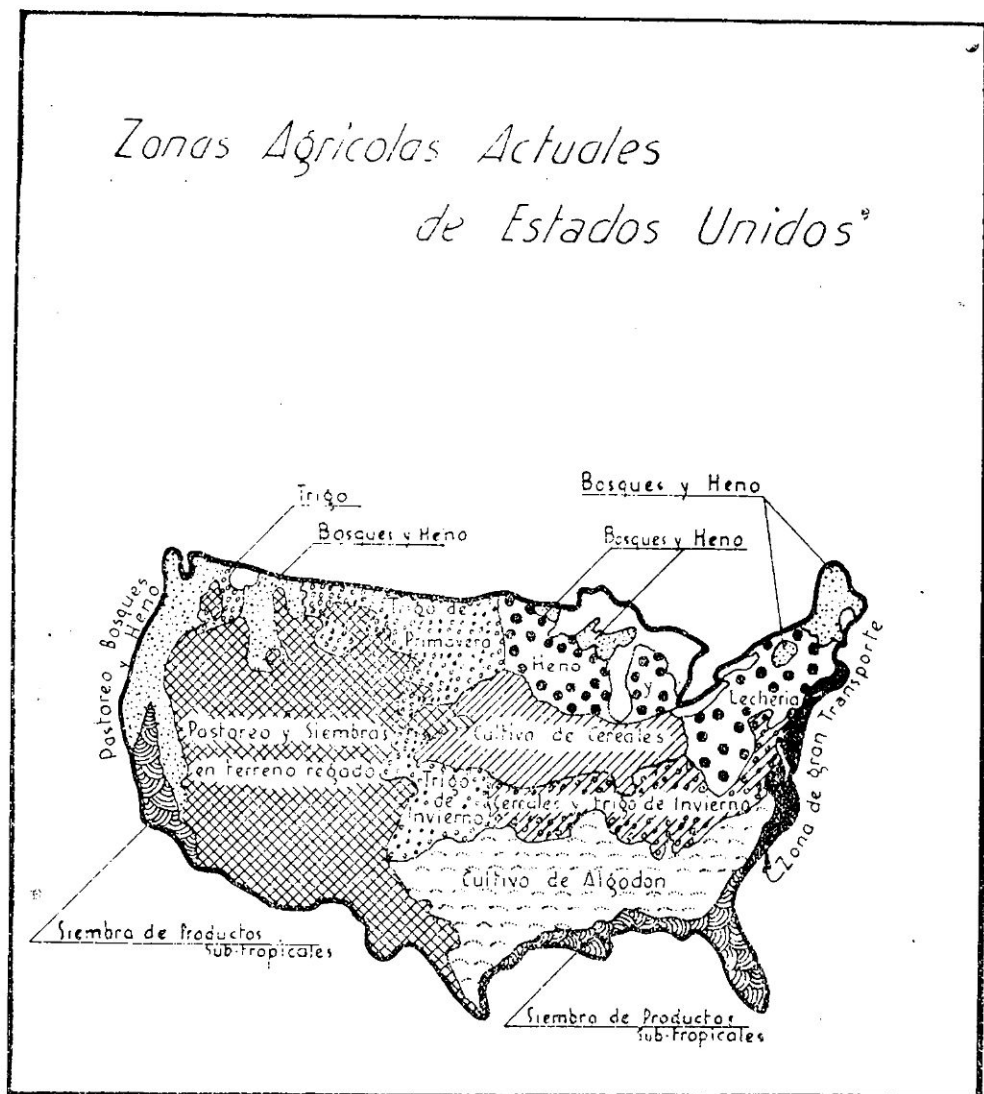 Zonas Agrícolas Actuales
de Estados Unidos
Trigo
Bosques y Heno
Bosques y Heno
Bosques y Heno
Pastoreo Bosques
y Heno
Trigo de
Primavera
Heno
y
Lechería
Zona de gran Transporte
Pastoreo y Siembras
en terreno regado
Cultivo de Cereales
Trigo
de
Invierno
Cereales y Trigo de Invierno
Cultivo de Algodon
Siembra de Productos
Sub-tropicales
Siembra de Productos
Sub-tropicales